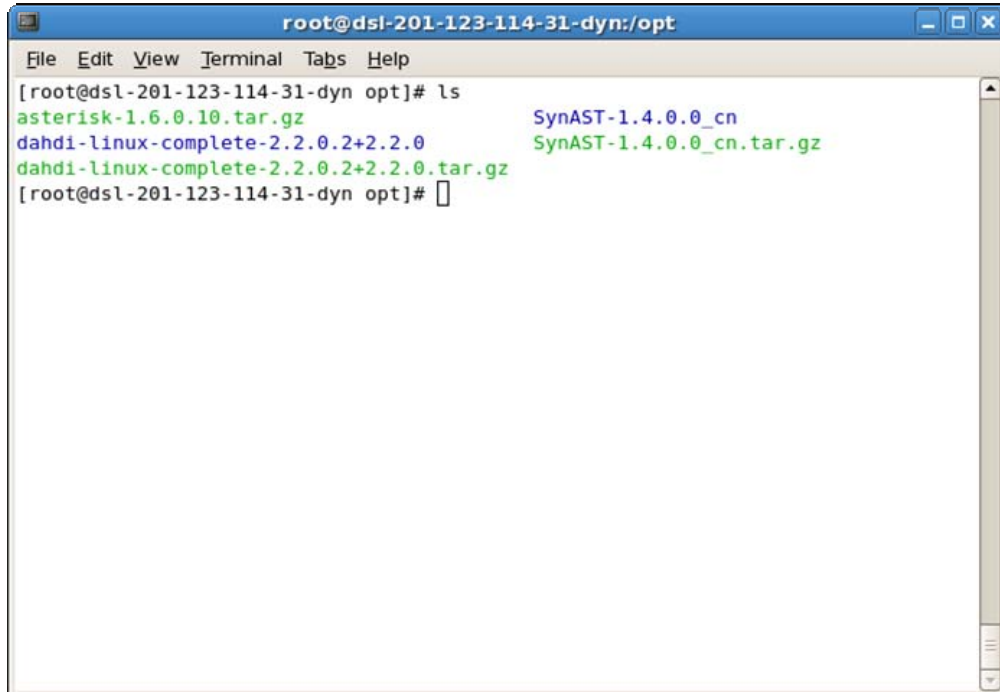 root@dsl-201-123-114-31-dyn:/opt
File Edit View Terminal Tabs Help
[root@dsl-201-123-114-31-dyn opt]# ls
asterisk-1.6.0.10.tar.gz SynAST-1.4.0.0_cn
dahdi-linux-complete-2.2.0.2+2.2.0 SynAST-1.4.0.0_cn.tar.gz
dahdi-linux-complete-2.2.0.2+2.2.0.tar.gz
[root@dsl-201-123-114-31-dyn opt]#